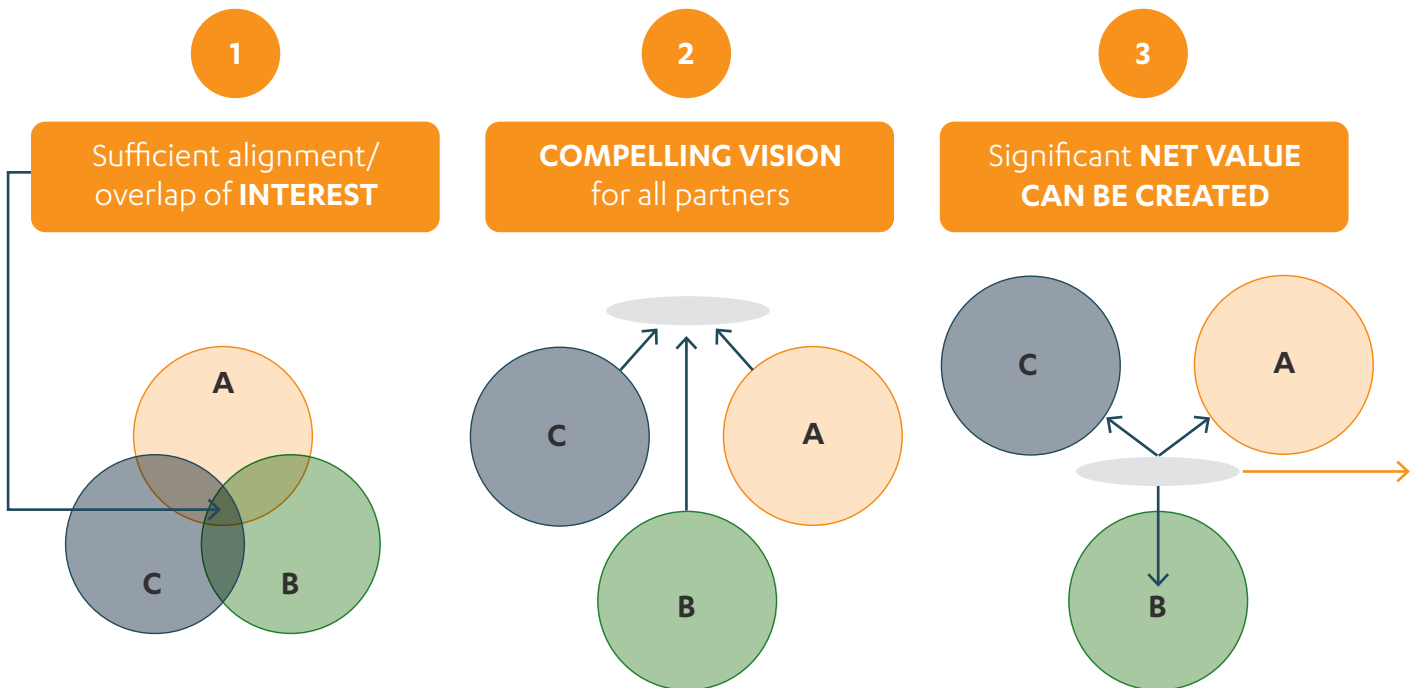 1
Sufficient alignment/
overlap of INTEREST
A
C
B
2
COMPELLING VISION
for all partners
C
A
B
3
Significant NET VALUE
CAN BE CREATED
C
A
B